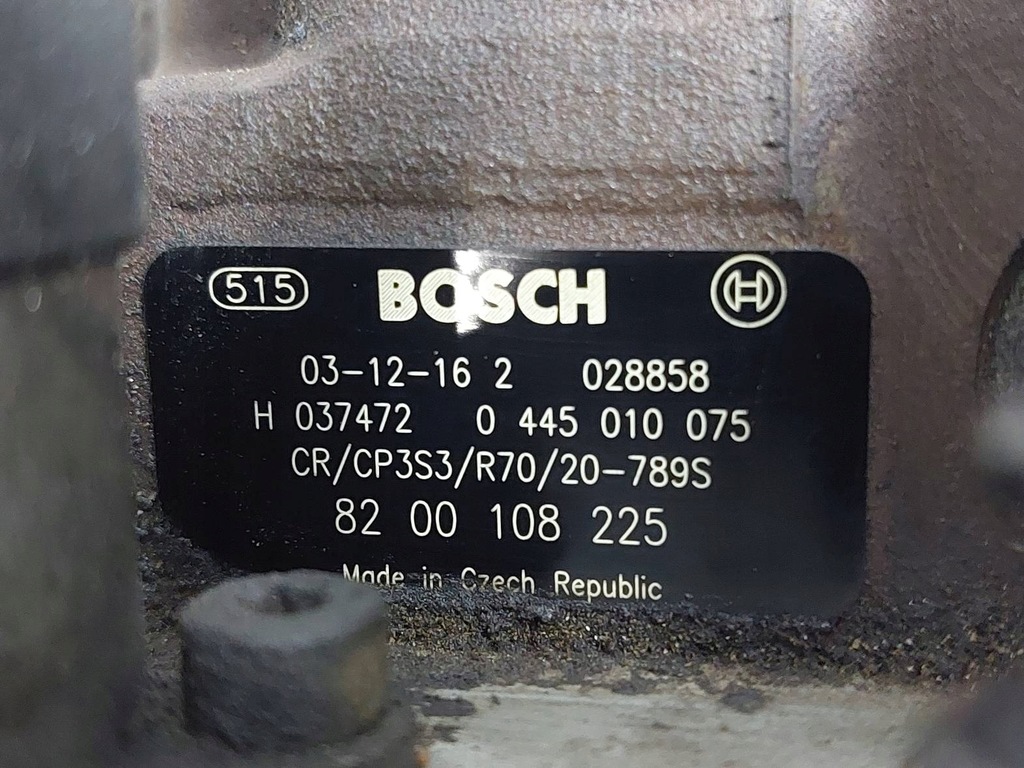 515 BOSCH H
03-12-16 2 028858
H 037472 0 445 010 075
CR/CP3S3/R70/20-789S
82 00 108 225
Made in Czech Republic